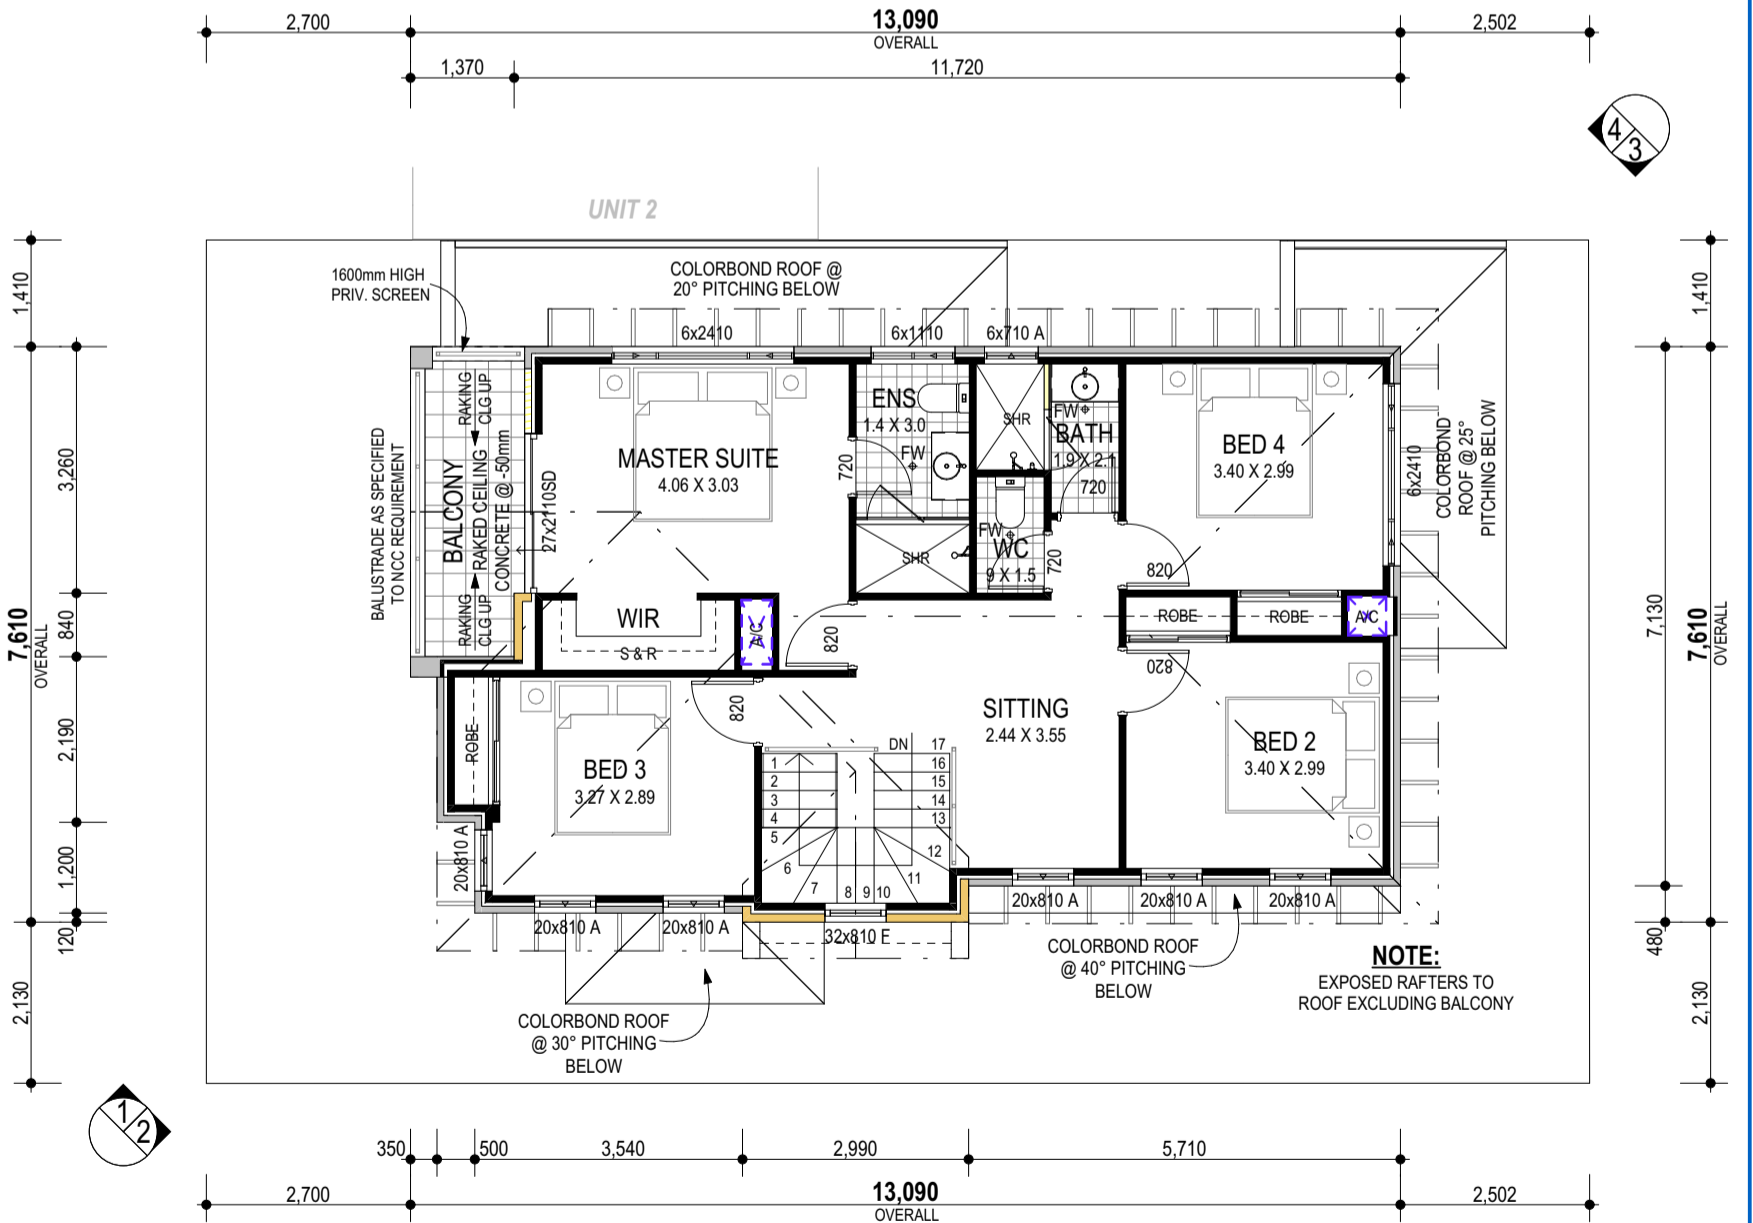 2,700
13,090
OVERALL
2,502
1,370
11,720
4
3
UNIT 2
1600mm HIGH
PRIV. SCREEN
COLORBOND ROOF @
20° PITCHING BELOW
6x2410
6x1110
6x710 A
1,410
3,260
840
7,610
OVERALL
2,190
1,200
120
2,130
BALUSTRADE AS SPECIFIED
TO NCC REQUIREMENT
BALCONY
RAKING
CLG UP
RAKED CEILING
CONCRETE @ -50mm
RAKING
CLG UP
27x2110SD
MASTER SUITE
4.06 X 3.03
720
ENS
1.4 X 3.0
FW
SHR
SHR
FW
BATH
1.9 X 2.1
720
FW
WC
9 X 1.5
720
BED 4
3.40 X 2.99
820
6x2410
COLORBOND
ROOF @ 25°
PITCHING BELOW
1,410
7,130
7,610
OVERALL
480
2,130
WIR
S & R
A/C
820
ROBE
ROBE
A/C
820
820
ROBE
BED 3
3.27 X 2.89
SITTING
2.44 X 3.55
BED 2
3.40 X 2.99
DN
17
16
15
14
13
12
11
10
9
8
7
6
5
4
3
2
1
20x810 A
20x810 A
20x810 A
32x810 F
20x810 A
20x810 A
20x810 A
COLORBOND ROOF
@ 40° PITCHING
BELOW
NOTE:
EXPOSED RAFTERS TO
ROOF EXCLUDING BALCONY
COLORBOND ROOF
@ 30° PITCHING
BELOW
1
2
350
500
3,540
2,990
5,710
2,700
13,090
OVERALL
2,502